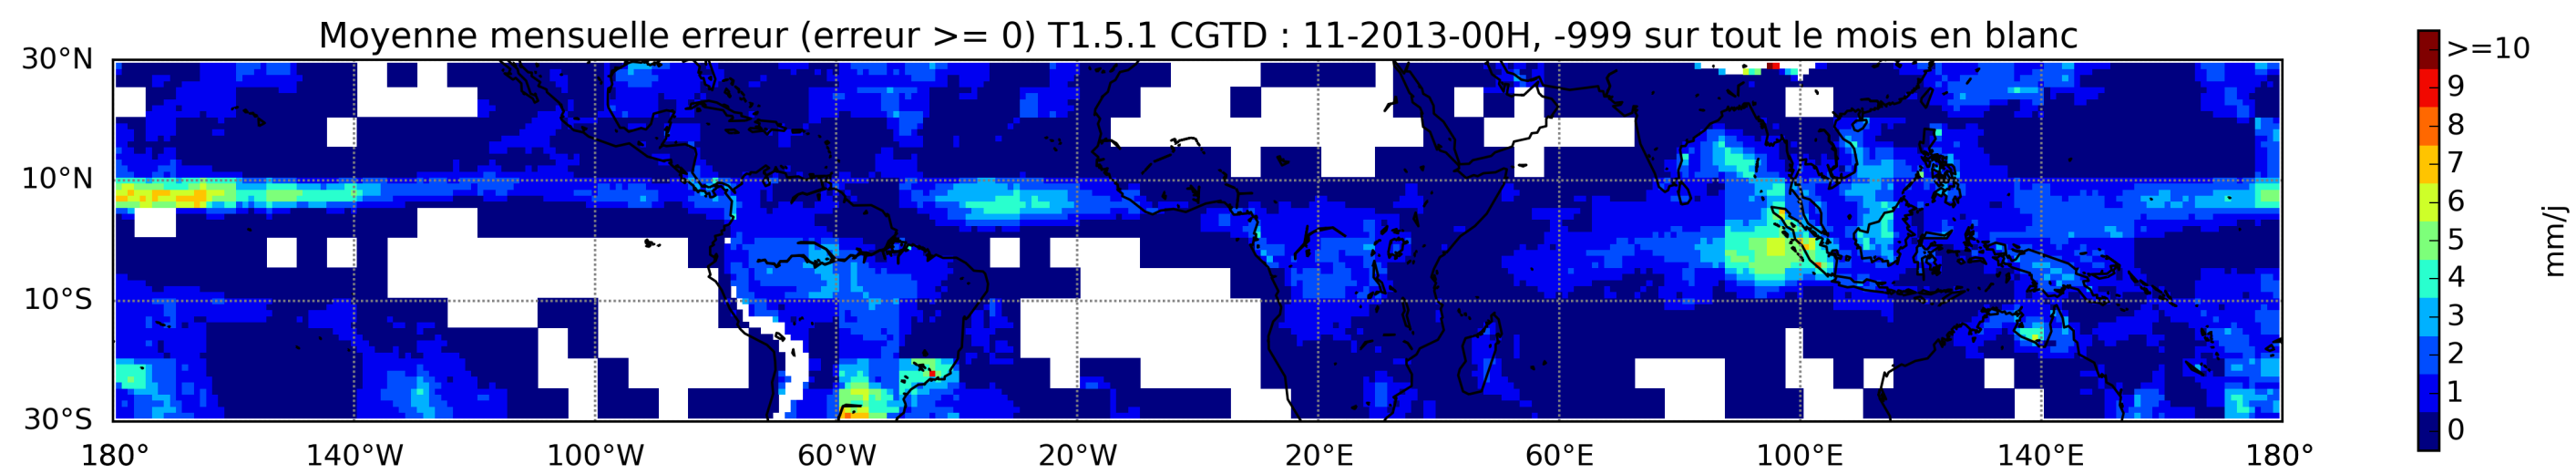 Moyenne mensuelle erreur (erreur >= 0) T1.5.1 CGTD : 11-2013-00H, -999 sur tout le mois en blanc
30°N
10°N
10°S
30°S
180° 140°W 100°W 60°W 20°W 20°E 60°E 100°E 140°E 180°
>=10
9
8
7
6
5
4
3
2
1
0
mm/j